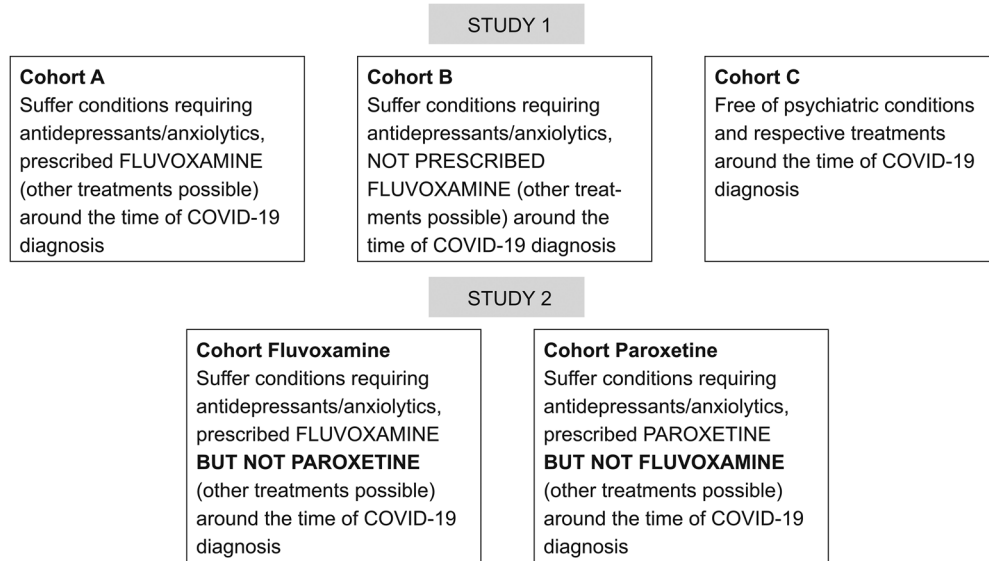 STUDY 1
Cohort A
Suffer conditions requiring
antidepressants/anxiolytics,
prescribed FLUVOXAMINE
(other treatments possible)
around the time of COVID-19
diagnosis
Cohort B
Suffer conditions requiring
antidepressants/anxiolytics,
NOT PRESCRIBED
FLUVOXAMINE (other treat-
ments possible) around the
time of COVID-19 diagnosis
Cohort C
Free of psychiatric conditions
and respective treatments
around the time of COVID-19
diagnosis
STUDY 2
Cohort Fluvoxamine
Suffer conditions requiring
antidepressants/anxiolytics,
prescribed FLUVOXAMINE
BUT NOT PAROXETINE
(other treatments possible)
around the time of COVID-19
diagnosis
Cohort Paroxetine
Suffer conditions requiring
antidepressants/anxiolytics,
prescribed PAROXETINE
BUT NOT FLUVOXAMINE
(other treatments possible)
around the time of COVID-19
diagnosis